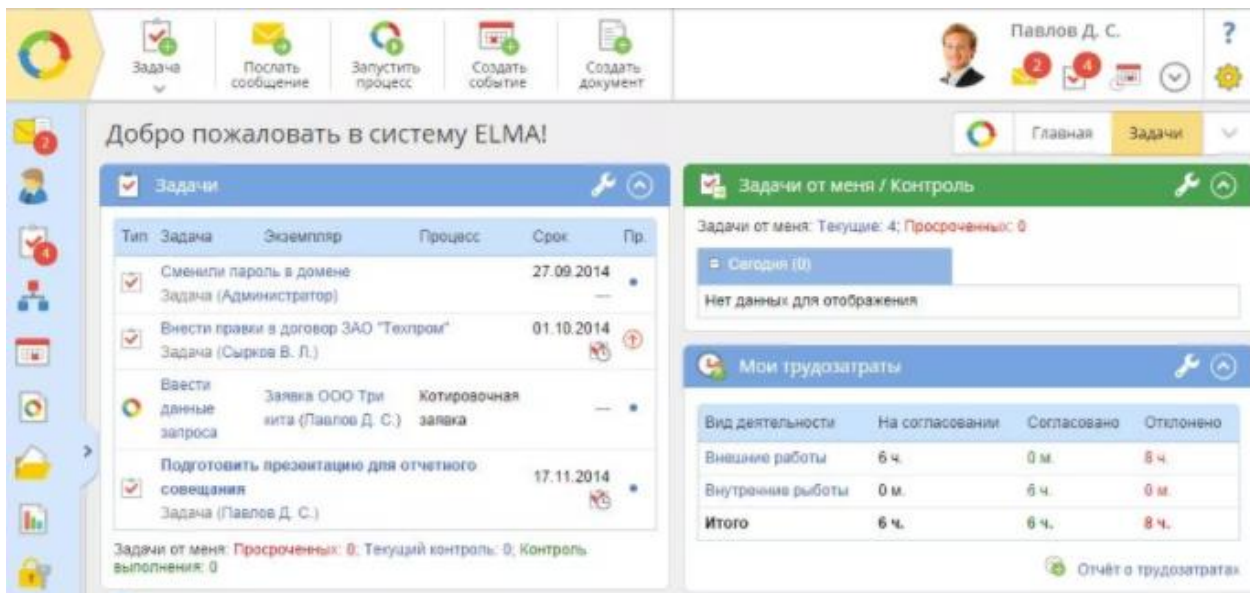 Павлов Д. С.
?
2
4
Задача
Послать
сообщение
Запустить
процесс
Создать
событие
Создать
документ
2
4
Добро пожаловать в систему ELMA!
Главная
Задачи
Задачи
Тип Задача Экземпляр Процесс Срок Пр.
Сменили пароль в домене 27.09.2014
Задача (Администратор) —
Внести правки в договор ЗАО "Техпром" 01.10.2014
Задача (Сырков В. Л.)
Ввести
данные
запроса
Заявка ООО Три
кита (Павлов Д. С.)
Котировочная
заявка
—
Подготовить презентацию для отчетного
совещания
17.11.2014
Задача (Павлов Д. С.)
Задачи от меня: Просроченных: 0; Текущий контроль: 0; Контроль
выполнения: 0
Задачи от меня / Контроль
Задачи от меня: Текущие: 4; Просроченных: 0
Сегодня (0)
Нет данных для отображения
Мои трудозатраты
Вид деятельности На согласовании Согласовано Отклонено
Внешние работы 6 ч. 0 м. 8 ч.
Внутренние рыботы 0 м. 6 ч. 0 м.
Итого 6 ч. 6 ч. 8 ч.
Отчёт о трудозатратах